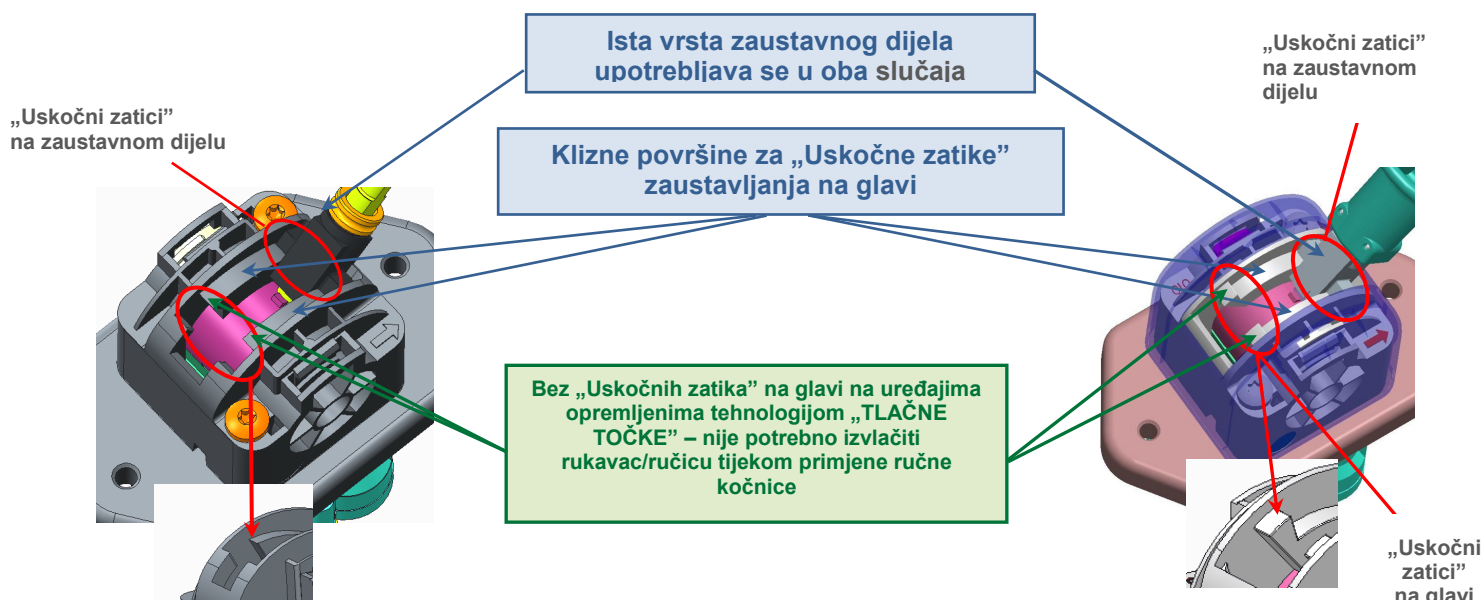 Ista vrsta zaustavnog dijela
upotrebljava se u oba slučaja
„Uskočni zatici”
na zaustavnom
dijelu
„Uskočni zatici”
na zaustavnom dijelu
Klizne površine za „Uskočne zatike”
zaustavljanja na glavi
Bez „Uskočnih zatika” na glavi na uređajima
opremljenima tehnologijom „TLAČNE
TOČKE” – nije potrebno izvlačiti
rukavac/ručicu tijekom primjene ručne
kočnice
„Uskočni
zatici”
na glavi